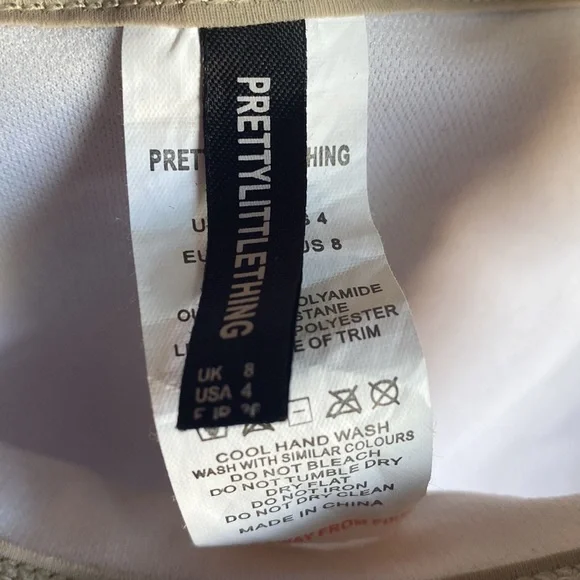 PRETTYLITTLETHING
UK 8
USA 4
PRET HING
4
EU US 8
OLYAMIDE
STANE
POLYESTER
OF TRIM
COOL HAND WASH
WASH WITH SIMILAR COLOURS
DO NOT BLEACH
DO NOT TUMBLE DRY
DRY FLAT
DO NOT IRON
DO NOT DRY CLEAN
MADE IN CHINA
FROM